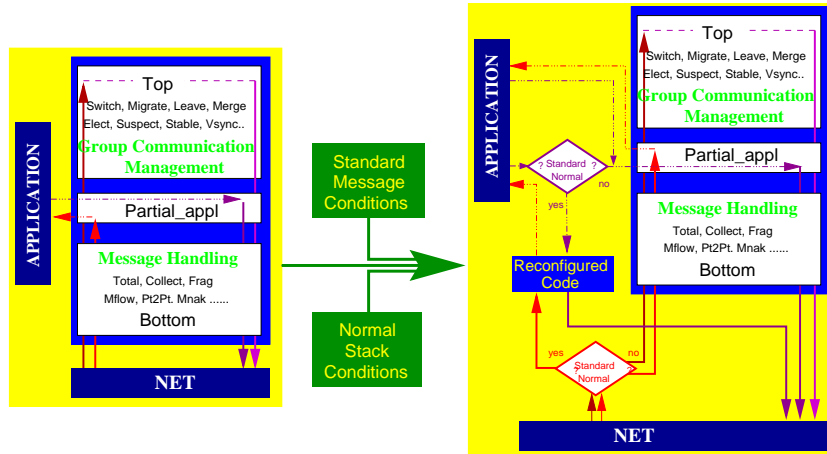 Top
Switch, Migrate, Leave, Merge
Elect, Suspect, Stable, Vsync..
Group Communication
Management
APPLICATION
Partial_appl
Message Handling
Total, Collect, Frag
Mflow, Pt2Pt. Mnak ......
Bottom
NET
Standard
Message
Conditions
Normal
Stack
Conditions
Top
Switch, Migrate, Leave, Merge
Elect, Suspect, Stable, Vsync..
Group Communication
Management
APPLICATION
? Standard ?
Normal
no
yes
Partial_appl
Message Handling
Total, Collect, Frag
Mflow, Pt2Pt. Mnak ......
Bottom
Reconfigured
Code
yes
no
Standard
? ?
Normal
NET